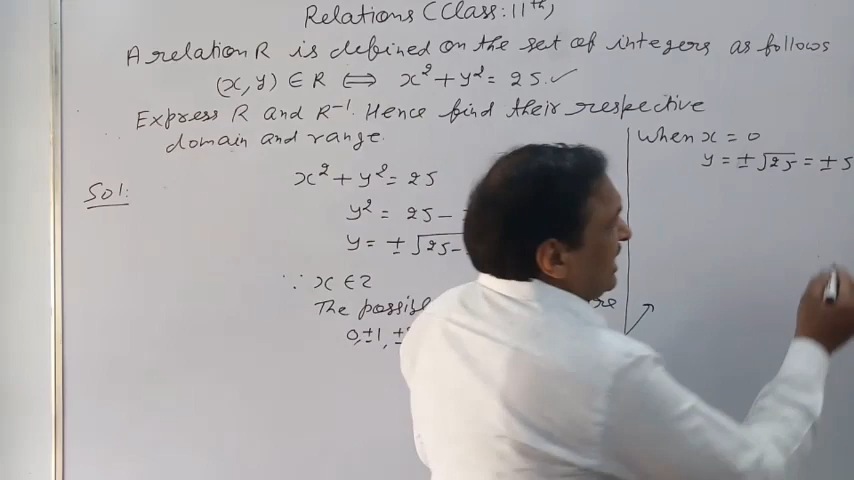 Relations (Class: 11th)
A relation R is defined on the set of integers as follows
(x, y) ∈ R ⟺ x² + y² = 25. ✓
Express R and R⁻¹. Hence find their respective
domain and range.
Sol:
x² + y² = 25
y² = 25 -
y = ± √25 -
∵ x ∈ Z
The possibl
0, ±1, ±
When x = 0
y = ± √25 = ± 5